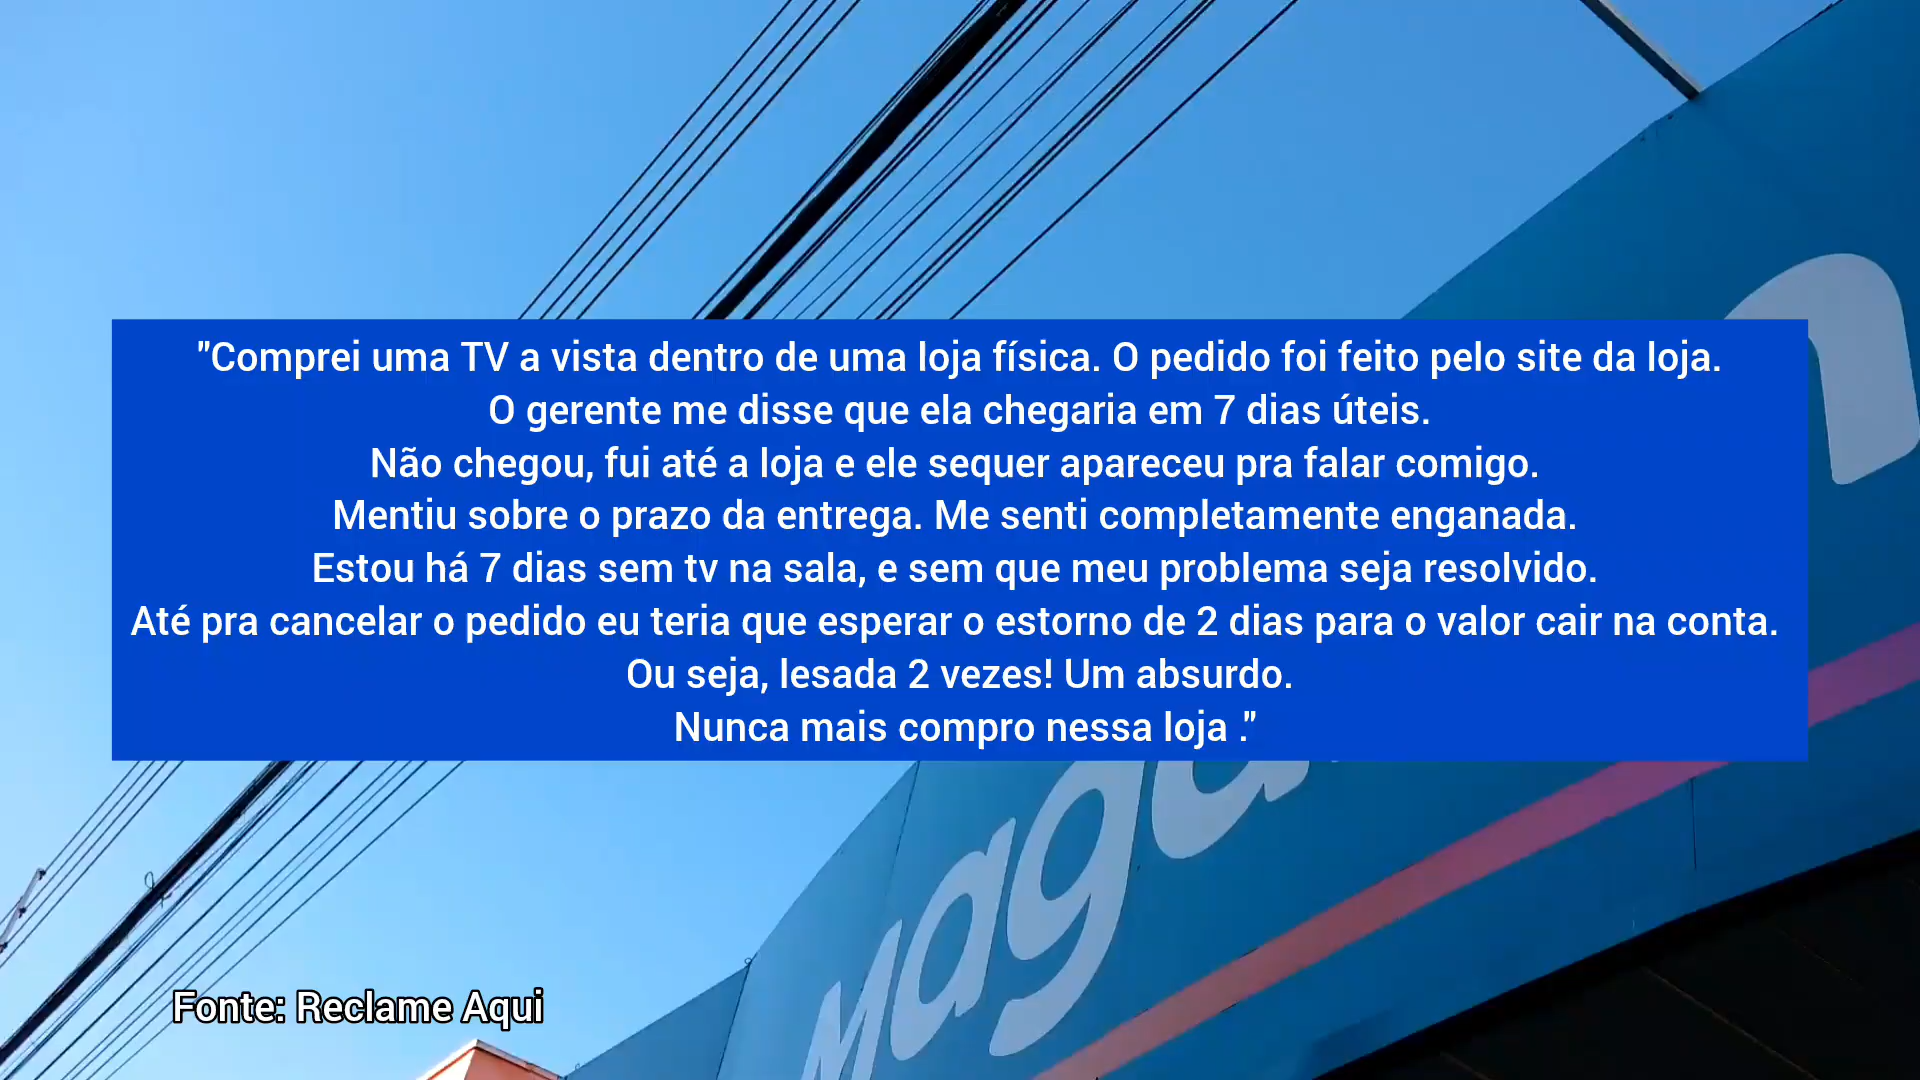 "Comprei uma TV a vista dentro de uma loja física. O pedido foi feito pelo site da loja.
O gerente me disse que ela chegaria em 7 dias úteis.
Não chegou, fui até a loja e ele sequer apareceu pra falar comigo.
Mentiu sobre o prazo da entrega. Me senti completamente enganada.
Estou há 7 dias sem tv na sala, e sem que meu problema seja resolvido.
Até pra cancelar o pedido eu teria que esperar o estorno de 2 dias para o valor cair na conta.
Ou seja, lesada 2 vezes! Um absurdo.
Nunca mais compro nessa loja ."
Fonte: Reclame Aqui